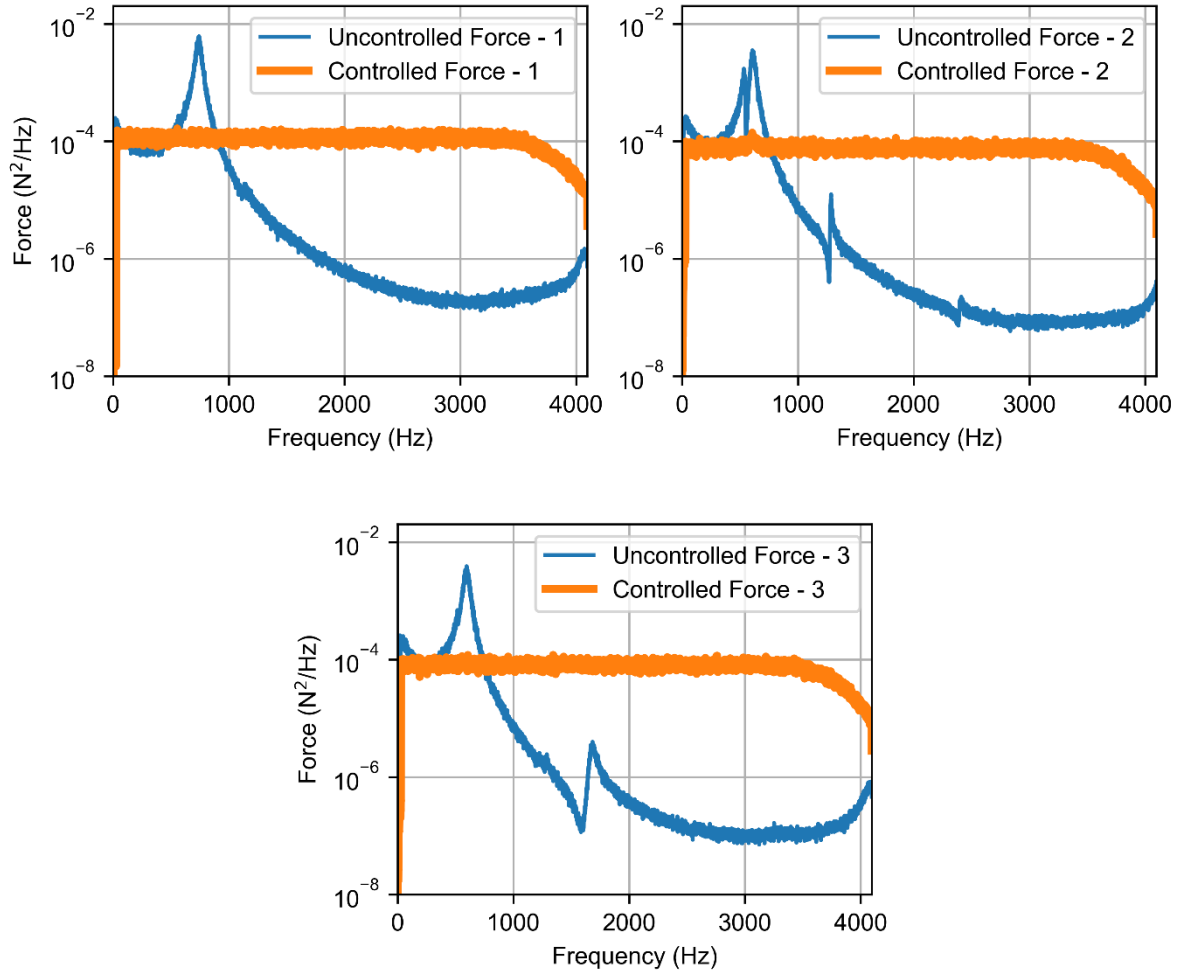 Uncontrolled Force - 1
Controlled Force - 1
Force (N²/Hz)
10⁻²
10⁻⁴
10⁻⁶
10⁻⁸
0 1000 2000 3000 4000
Frequency (Hz)
Uncontrolled Force - 2
Controlled Force - 2
10⁻²
10⁻⁴
10⁻⁶
10⁻⁸
0 1000 2000 3000 4000
Frequency (Hz)
Uncontrolled Force - 3
Controlled Force - 3
Force (N²/Hz)
10⁻²
10⁻⁴
10⁻⁶
10⁻⁸
0 1000 2000 3000 4000
Frequency (Hz)